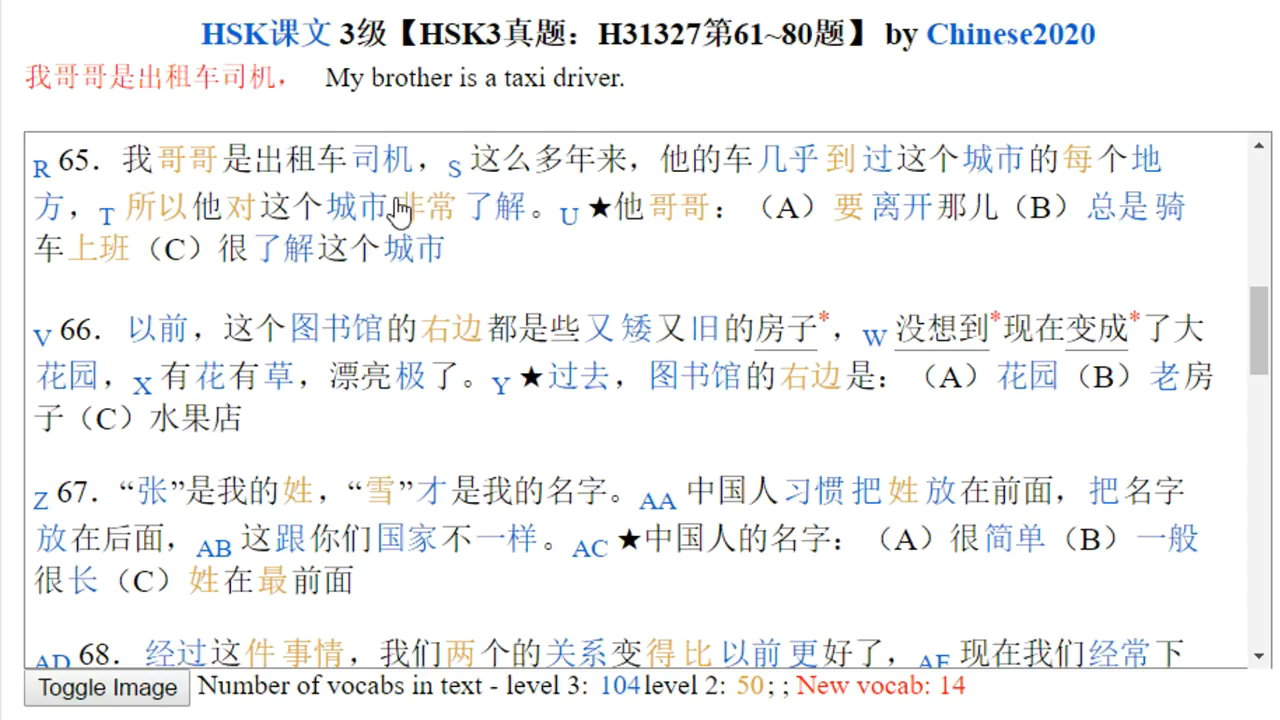 HSK课文 3级【HSK3真题：H31327第61~80题】 by Chinese2020
我哥哥是出租车司机， My brother is a taxi driver.
R 65．我哥哥是出租车司机，S 这么多年来，他的车几乎到过这个城市的每个地
方，T 所以他对这个城市非常了解。U ★他哥哥：（A）要离开那儿（B）总是骑
车上班（C）很了解这个城市
V 66．以前，这个图书馆的右边都是些又矮又旧的房子*，W 没想到*现在变成*了大
花园，X 有花有草，漂亮极了。Y ★过去，图书馆的右边是：（A）花园（B）老房
子（C）水果店
Z 67．“张”是我的姓，“雪”才是我的名字。AA 中国人习惯把姓放在前面，把名字
放在后面，AB 这跟你们国家不一样。AC ★中国人的名字：（A）很简单（B）一般
很长（C）姓在最前面
AD 68．经过这件事情，我们两个的关系变得比以前更好了，AE 现在我们经常下
Toggle Image Number of vocabs in text - level 3: 104 level 2: 50; ; New vocab: 14